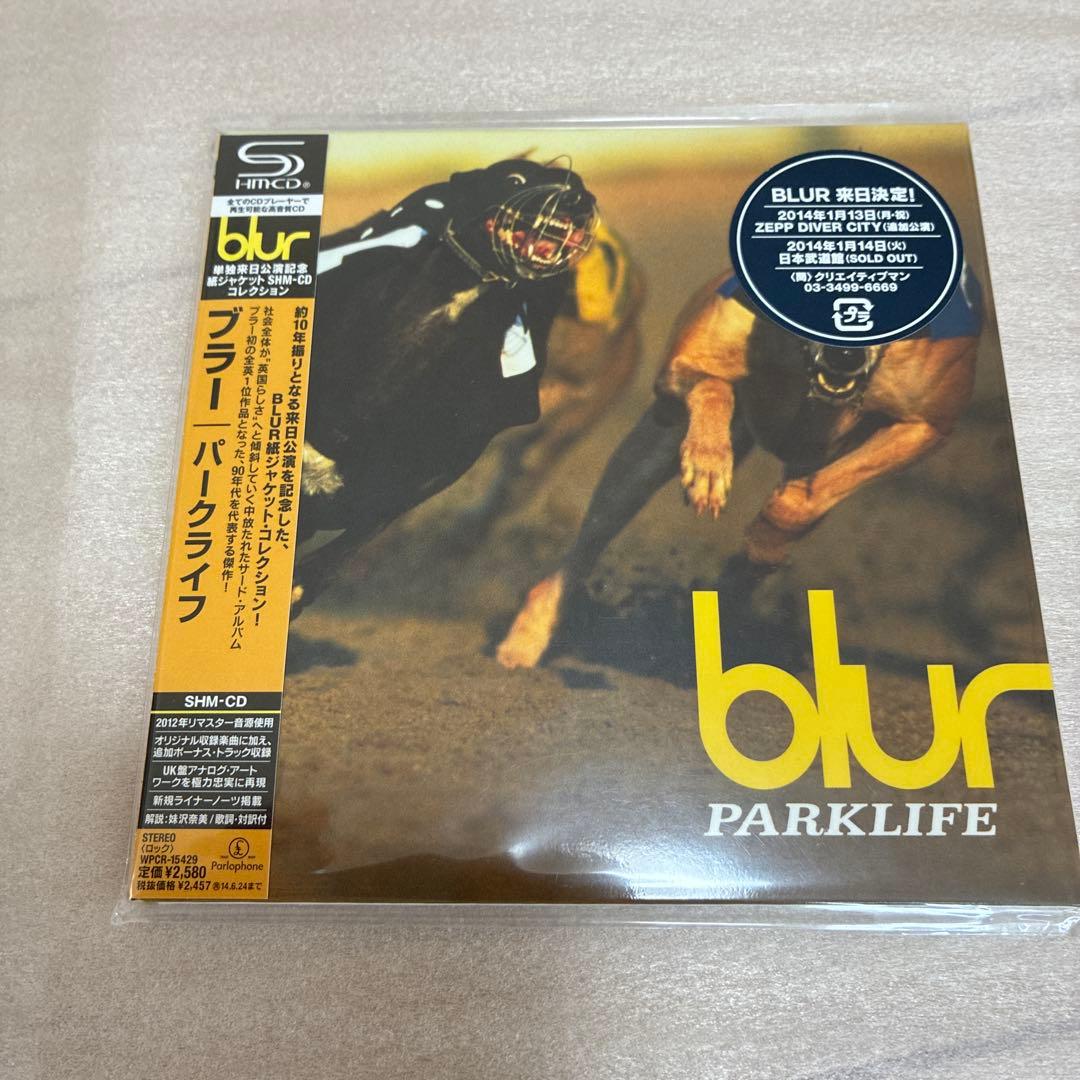 SHM-CD®
全てのCDプレーヤーで
再生可能な高音質CD
blur
単独来日公演記念
紙ジャケット SHM-CD
コレクション
約10年振りとなる来日公演を記念した、
BLUR紙ジャケット・コレクション!
社会全体が“英国らしさ”へと傾斜していく中放たれたサード・アルバム
ブラー初の全英1位作品となった、90年代を代表する傑作!
ブラー|パークライフ
SHM-CD
2012年リマスター音源使用
オリジナル収録楽曲に加え、
追加ボーナス・トラック収録
UK盤アナログ・アート
ワークを極力忠実に再現
新規ライナーノーツ掲載
解説:妹沢奈美/歌詞・対訳付
STEREO
〈ロック〉
WPCR-15429
定価¥2,580
税抜価格¥2,457 再14.6.24まで
Parlophone
BLUR 来日決定!
2014年1月13日(月・祝)
ZEPP DIVER CITY(追加公演)
2014年1月14日(火)
日本武道館(SOLD OUT)
〈問〉クリエイティブマン
03-3499-6669
プラ
blur
PARKLIFE